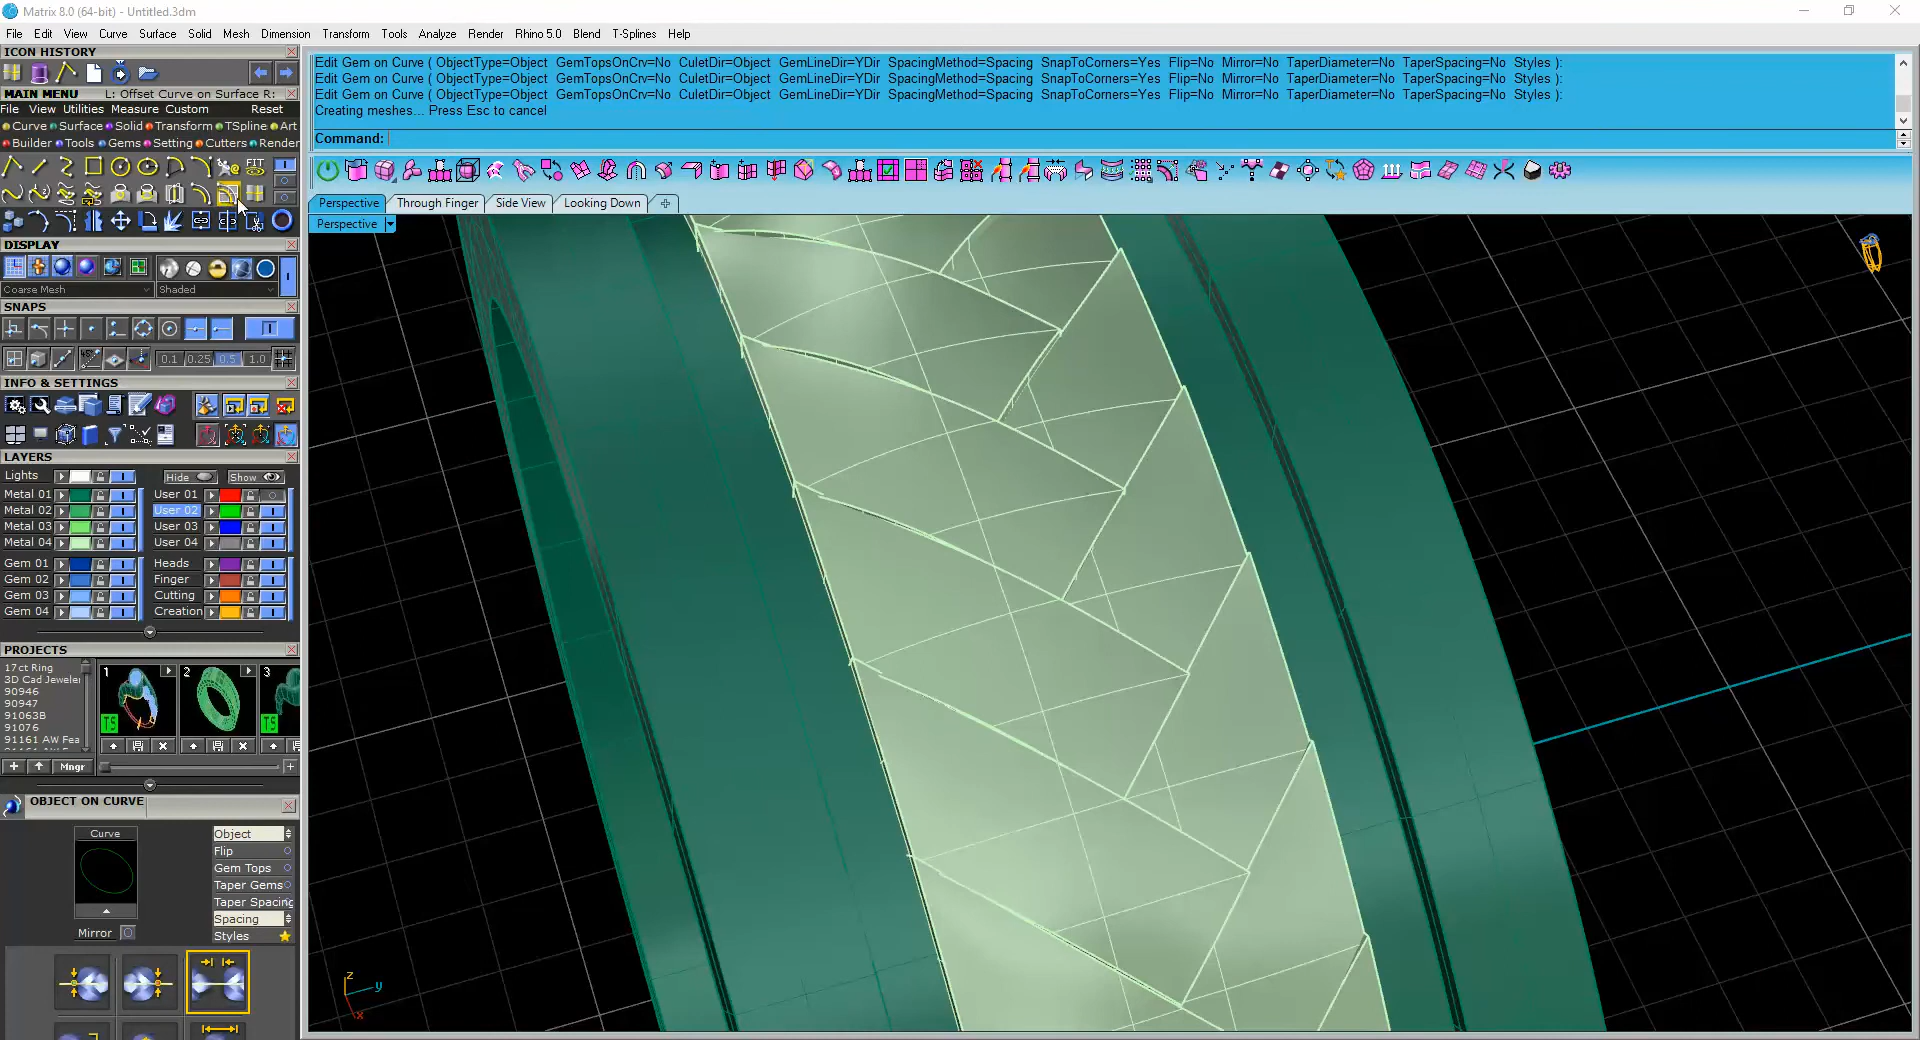 Matrix 8.0 (64-bit) - Untitled.3dm
File Edit View Curve Surface Solid Mesh Dimension Transform Tools Analyze Render Rhino 5.0 Blend T-Splines Help
ICON HISTORY
Edit Gem on Curve ( ObjectType=Object GemTopsOnCrv=No CuletDir=Object GemLineDir=YDir SpacingMethod=Spacing SnapToCorners=Yes Flip=No Mirror=No TaperDiameter=No TaperSpacing=No Styles ):
Edit Gem on Curve ( ObjectType=Object GemTopsOnCrv=No CuletDir=Object GemLineDir=YDir SpacingMethod=Spacing SnapToCorners=Yes Flip=No Mirror=No TaperDiameter=No TaperSpacing=No Styles ):
Edit Gem on Curve ( ObjectType=Object GemTopsOnCrv=No CuletDir=Object GemLineDir=YDir SpacingMethod=Spacing SnapToCorners=Yes Flip=No Mirror=No TaperDiameter=No TaperSpacing=No Styles ):
Creating meshes... Press Esc to cancel
Command:
MAIN MENU L: Offset Curve on Surface R:
File View Utilities Measure Custom Reset
Curve Surface Solid Transform TSpline Art
Builder Tools Gems Setting Cutters Render
FIT
Perspective Through Finger Side View Looking Down
Perspective
DISPLAY
Coarse Mesh Shaded
SNAPS
0.1 0.25 0.5 1.0
INFO & SETTINGS
LAYERS
Lights Hide Show
Metal 01 User 01
Metal 02 User 02
Metal 03 User 03
Metal 04 User 04
Gem 01 Heads
Gem 02 Finger
Gem 03 Cutting
Gem 04 Creation
PROJECTS
17ct Ring
3D Cad Jeweler
90946
90947
91063B
91076
91161 AW Fea
1 2 3
TS TS
Mngr
OBJECT ON CURVE
Curve
Object
Flip
Gem Tops
Taper Gems
Taper Spacing
Spacing
Mirror
Styles
z
y
x